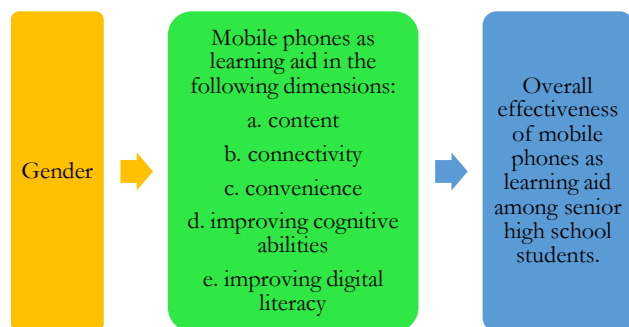 Gender
Mobile phones as
learning aid in the
following dimensions:
a. content
b. connectivity
c. convenience
d. improving cognitive
abilities
e. improving digital
literacy
Overall
effectiveness
of mobile
phones as
learning aid
among senior
high school
students.